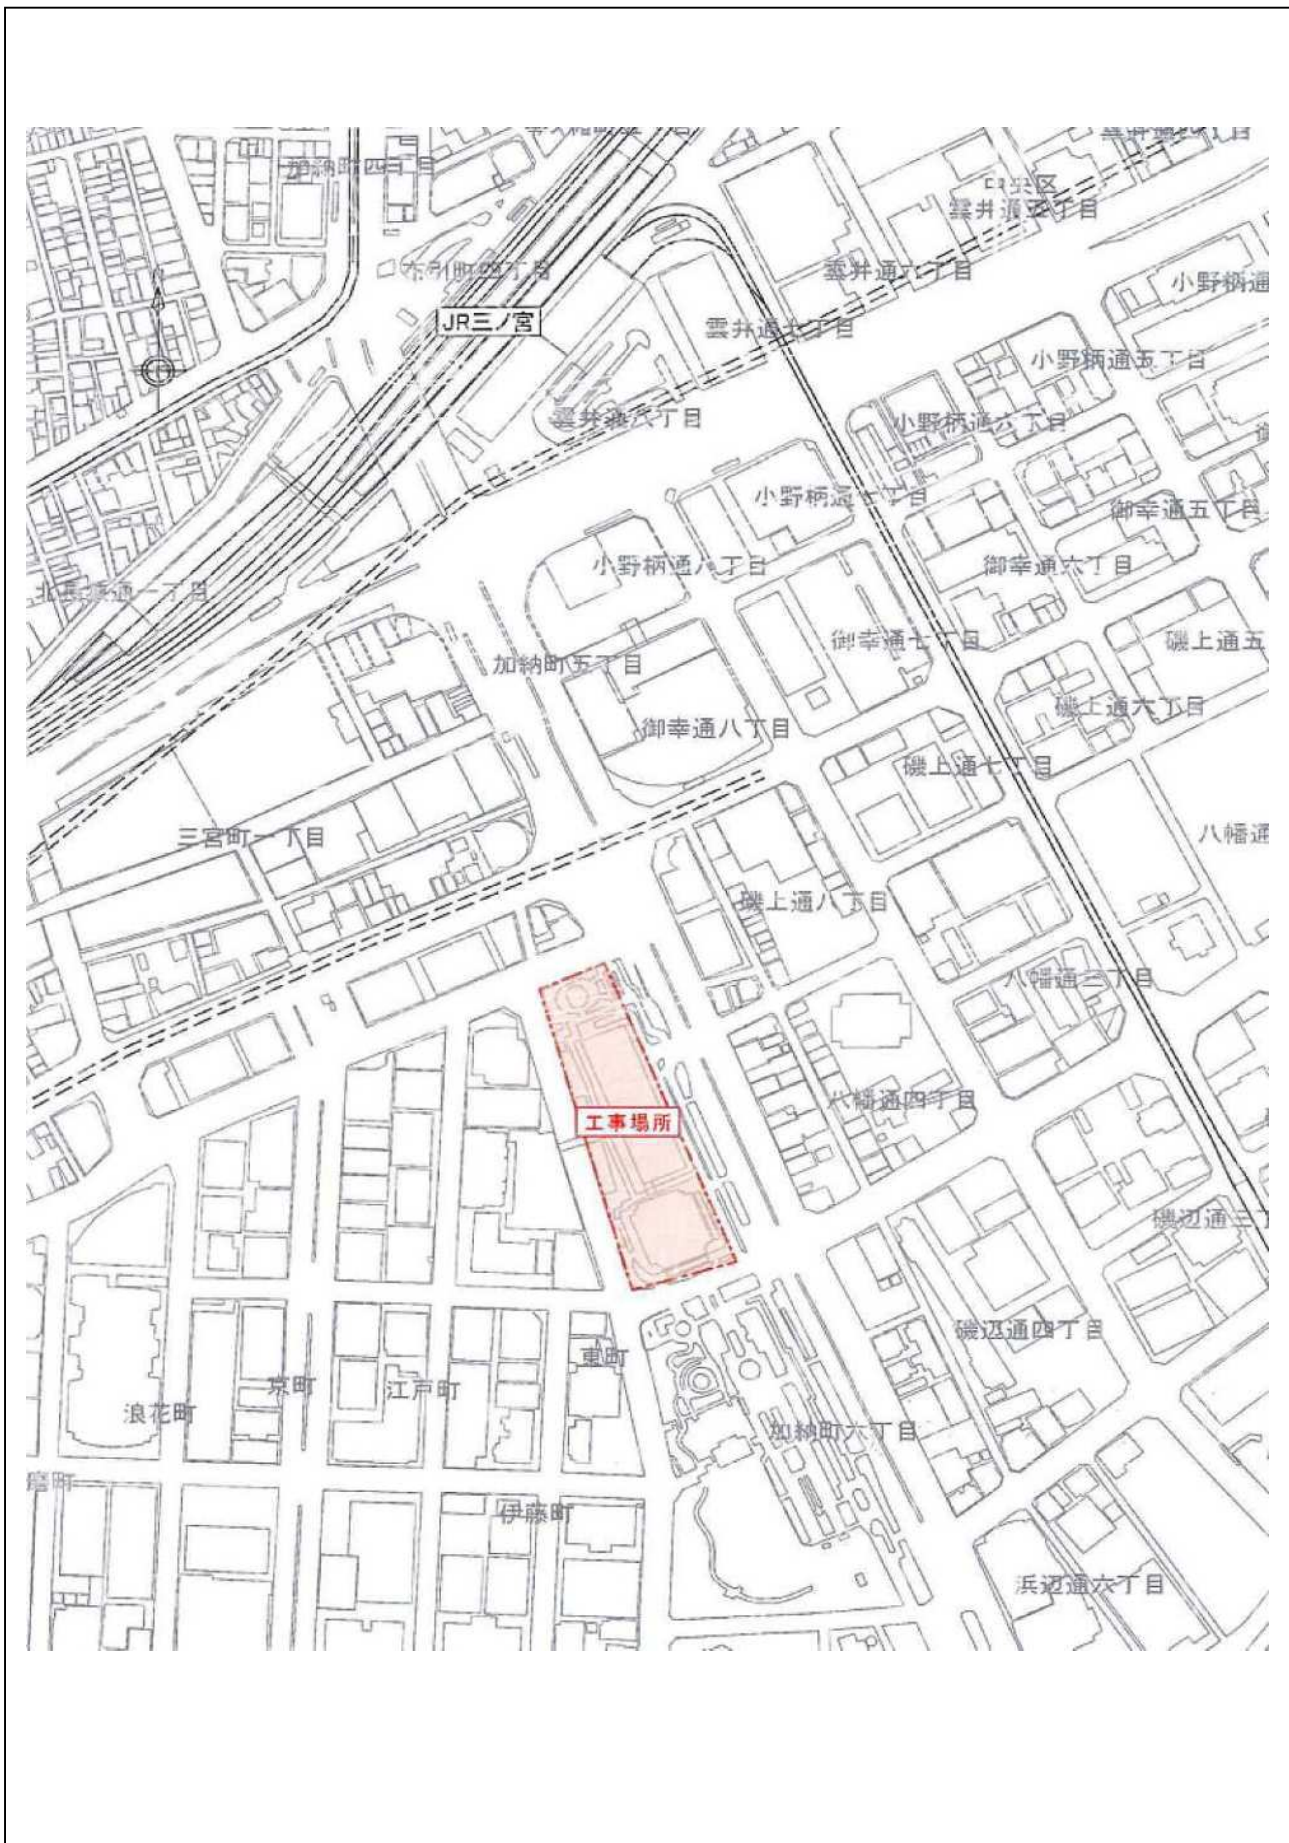 加納町四丁目
中央区
雲井通五丁目
布引町四丁目
雲井通六丁目
小野柄通
JR三ノ宮
雲井通七丁目
小野柄通五丁目
雲井通八丁目
小野柄通六丁目
小野柄通七丁目
御幸通五丁目
小野柄通八丁目
御幸通六丁目
北長狭通一丁目
御幸通七丁目
磯上通五
加納町五丁目
磯上通六丁目
御幸通八丁目
磯上通七丁目
三宮町一丁目
八幡通
磯上通八丁目
八幡通三丁目
八幡通四丁目
工事場所
磯辺通三丁
磯辺通四丁目
東町
京町
江戸町
浪花町
加納町六丁目
磨町
伊藤町
浜辺通六丁目